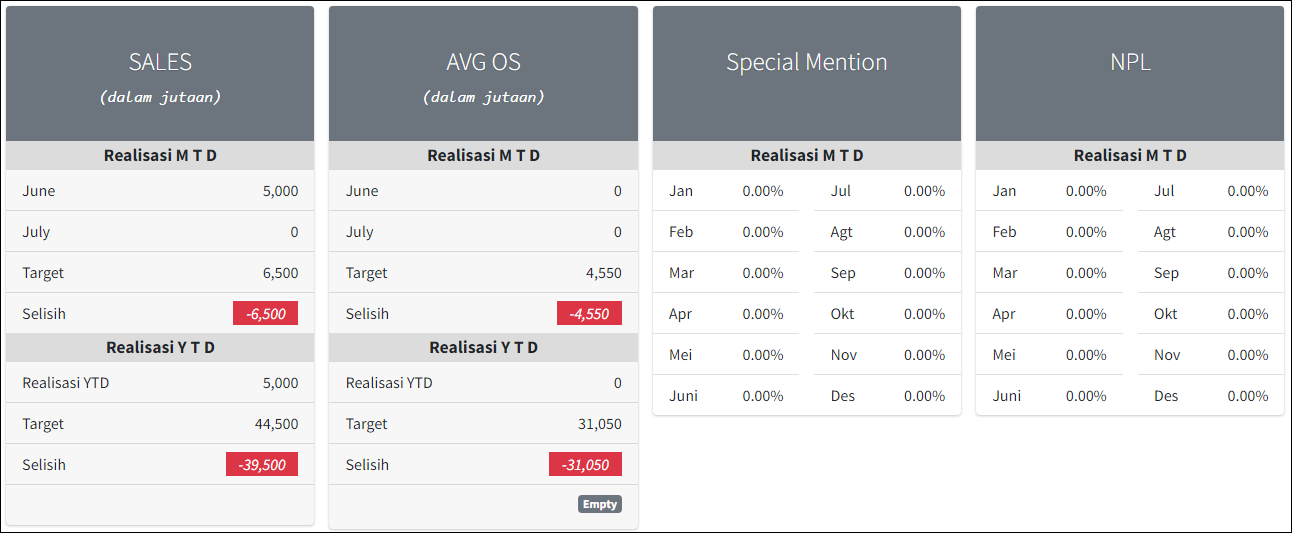 SALES
(dalam jutaan)
Realisasi M T D
June 5,000
July 0
Target 6,500
Selisih -6,500
Realisasi Y T D
Realisasi YTD 5,000
Target 44,500
Selisih -39,500
AVG OS
(dalam jutaan)
Realisasi M T D
June 0
July 0
Target 4,550
Selisih -4,550
Realisasi Y T D
Realisasi YTD 0
Target 31,050
Selisih -31,050
Empty
Special Mention
Realisasi M T D
Jan 0.00% Jul 0.00%
Feb 0.00% Agt 0.00%
Mar 0.00% Sep 0.00%
Apr 0.00% Okt 0.00%
Mei 0.00% Nov 0.00%
Juni 0.00% Des 0.00%
NPL
Realisasi M T D
Jan 0.00% Jul 0.00%
Feb 0.00% Agt 0.00%
Mar 0.00% Sep 0.00%
Apr 0.00% Okt 0.00%
Mei 0.00% Nov 0.00%
Juni 0.00% Des 0.00%